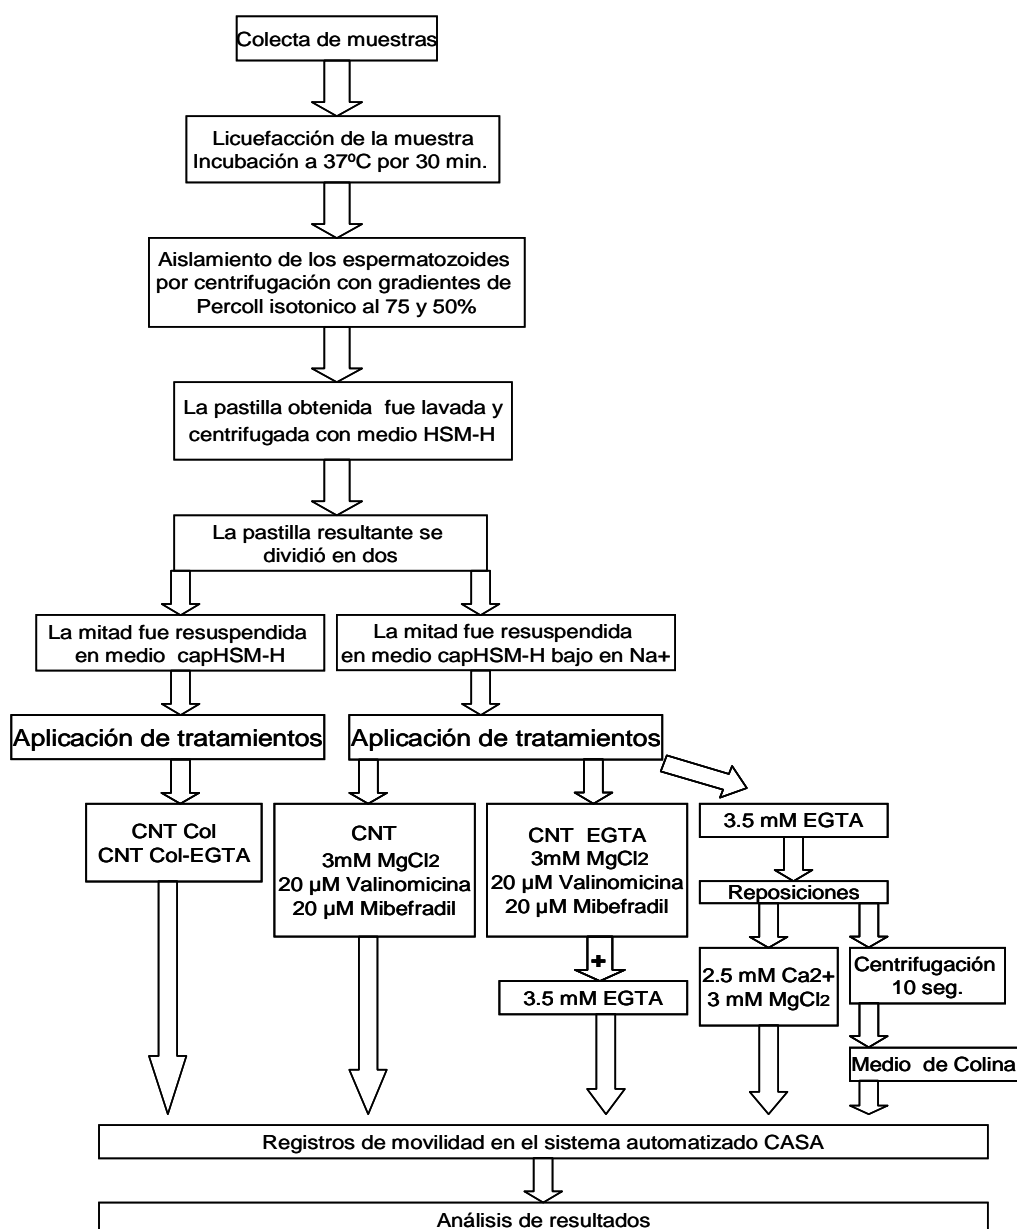 Colecta de muestras
Licuefacción de la muestra
Incubación a 37ºC por 30 min.
Aislamiento de los espermatozoides
por centrifugación con gradientes de
Percoll isotonico al 75 y 50%
La pastilla obtenida fue lavada y
centrifugada con medio HSM-H
La pastilla resultante se
dividió en dos
La mitad fue resuspendida
en medio capHSM-H
La mitad fue resuspendida
en medio capHSM-H bajo en Na+
Aplicación de tratamientos
Aplicación de tratamientos
CNT Col
CNT Col-EGTA
CNT
3mM MgCl2
20 µM Valinomicina
20 µM Mibefradil
CNT EGTA
3mM MgCl2
20 µM Valinomicina
20 µM Mibefradil
+
3.5 mM EGTA
3.5 mM EGTA
Reposiciones
2.5 mM Ca2+
3 mM MgCl2
Centrifugación
10 seg.
Medio de Colina
Registros de movilidad en el sistema automatizado CASA
Análisis de resultados